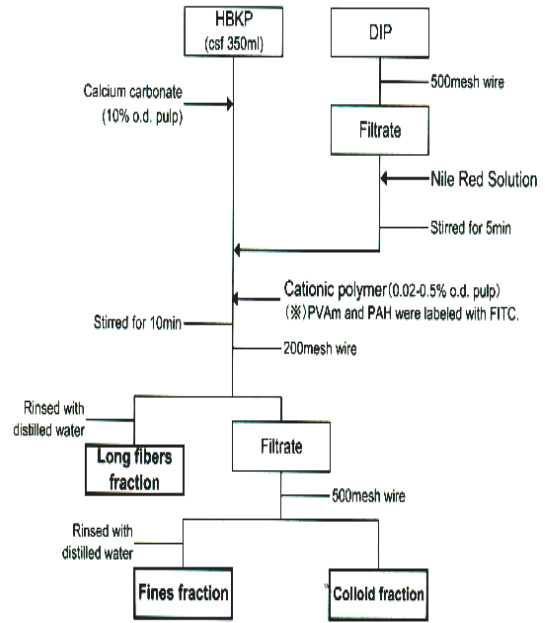 HBKP
(csf 350ml)
DIP
Calcium carbonate
(10% o.d. pulp)
500mesh wire
Filtrate
Nile Red Solution
Stirred for 5min
Cationic polymer(0.02-0.5% o.d. pulp)
(※)PVAm and PAH were labeled with FITC.
Stirred for 10min
200mesh wire
Rinsed with
distilled water
Long fibers
fraction
Filtrate
500mesh wire
Rinsed with
distilled water
Fines fraction
Colloid fraction